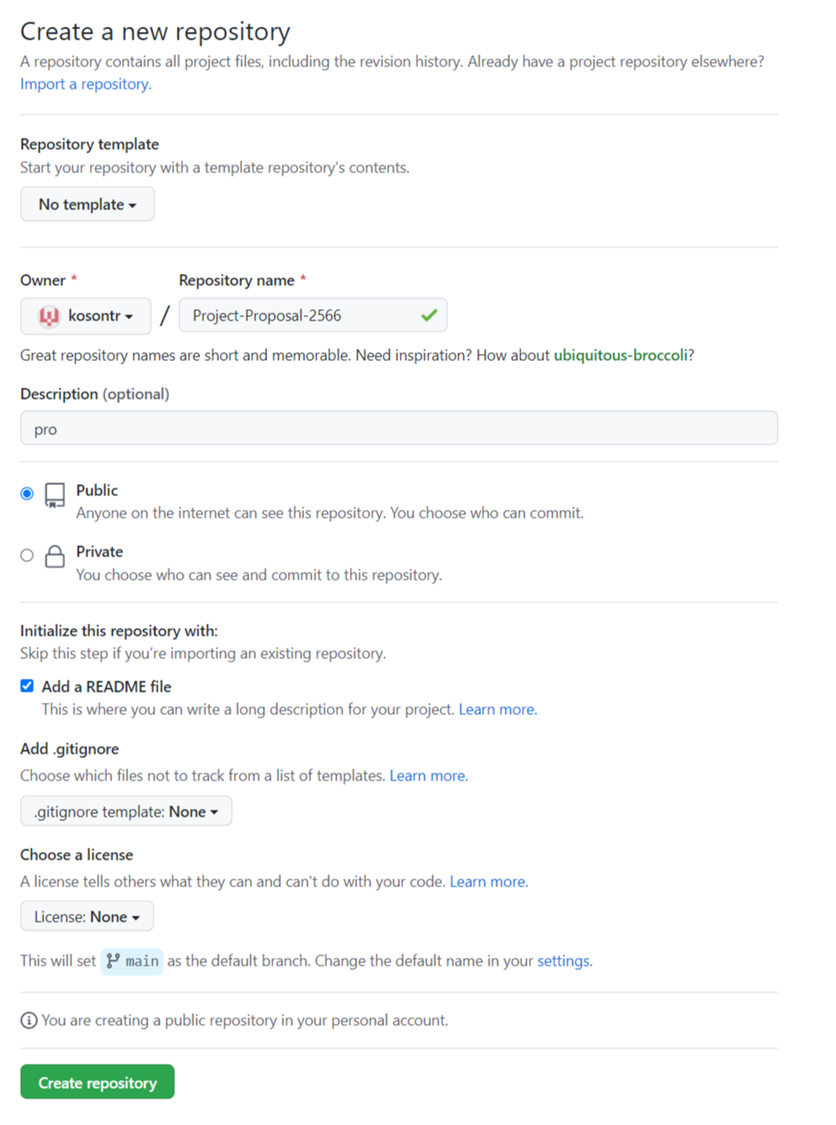 Create a new repository
A repository contains all project files, including the revision history. Already have a project repository elsewhere?
Import a repository.
Repository template
Start your repository with a template repository's contents.
No template
Owner * Repository name *
kosontr / Project-Proposal-2566
Great repository names are short and memorable. Need inspiration? How about ubiquitous-broccoli?
Description (optional)
pro
Public
Anyone on the internet can see this repository. You choose who can commit.
Private
You choose who can see and commit to this repository.
Initialize this repository with:
Skip this step if you're importing an existing repository.
Add a README file
This is where you can write a long description for your project. Learn more.
Add .gitignore
Choose which files not to track from a list of templates. Learn more.
.gitignore template: None
Choose a license
A license tells others what they can and can't do with your code. Learn more.
License: None
This will set main as the default branch. Change the default name in your settings.
You are creating a public repository in your personal account.
Create repository